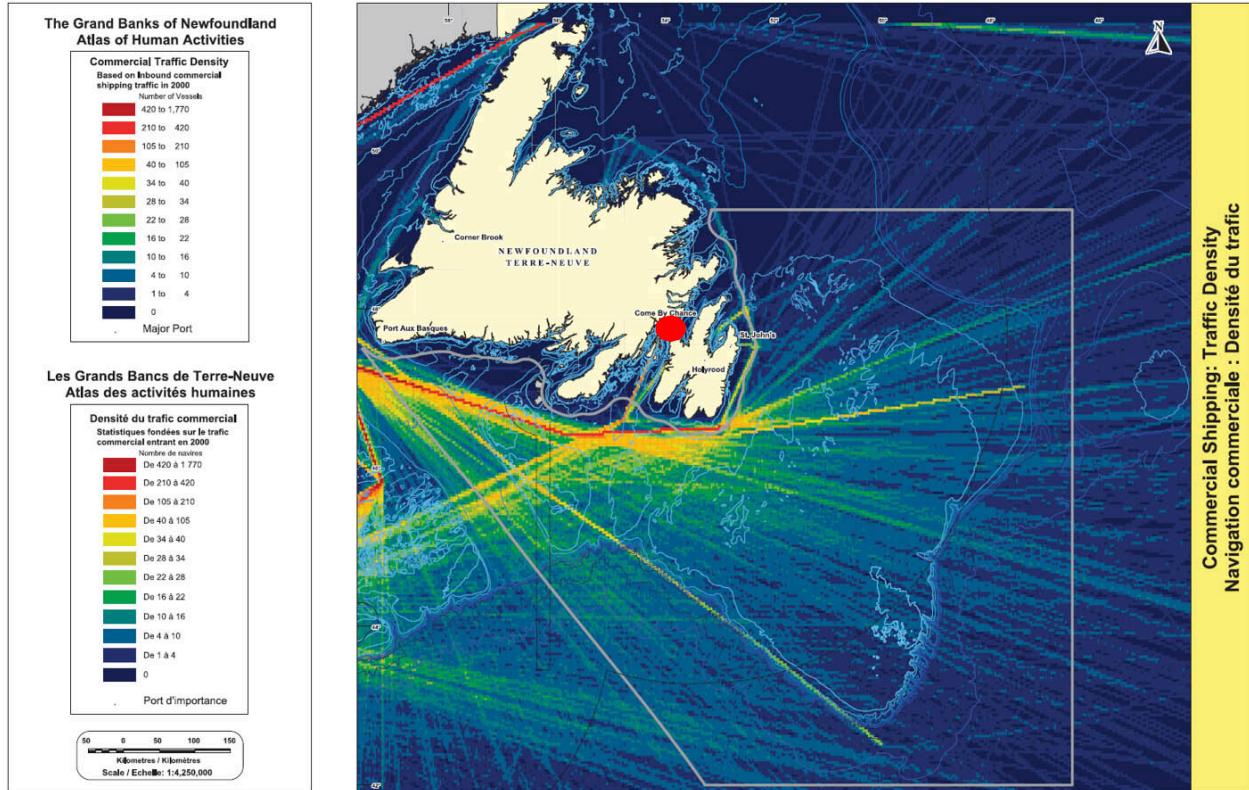 The Grand Banks of Newfoundland
Atlas of Human Activities
Commercial Traffic Density
Based on Inbound commercial
shipping traffic in 2000
Number of Vessels
420 to 1,770
210 to 420
105 to 210
40 to 105
34 to 40
28 to 34
22 to 28
16 to 22
10 to 16
4 to 10
1 to 4
0
Major Port
Les Grands Bancs de Terre-Neuve
Atlas des activités humaines
Densité du trafic commercial
Statistiques fondées sur le trafic
commercial entrant en 2000
Nombre de navires
De 420 à 1 770
De 210 à 420
De 105 à 210
De 40 à 105
De 34 à 40
De 28 à 34
De 22 à 28
De 16 à 22
De 10 à 16
De 4 à 10
De 1 à 4
0
Port d'importance
50 0 50 100 150
Kilometres / Kilomètres
Scale / Echelle: 1:4,250,000
N
Corner Brook
NEWFOUNDLAND
TERRE-NEUVE
Come By Chance
Port Aux Basques
St. John's
Holyrood
Commercial Shipping: Traffic Density
Navigation commerciale : Densité du trafic